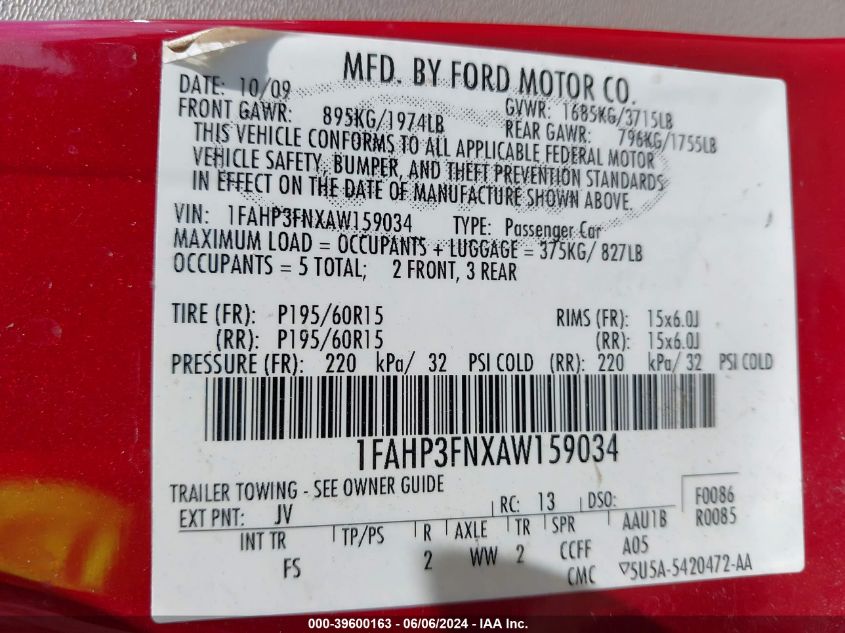 MFD. BY FORD MOTOR CO.
DATE: 10/09 GVWR: 1685KG/3715LB
FRONT GAWR: 895KG/1974LB REAR GAWR: 796KG/1755LB
THIS VEHICLE CONFORMS TO ALL APPLICABLE FEDERAL MOTOR
VEHICLE SAFETY, BUMPER, AND THEFT PREVENTION STANDARDS
IN EFFECT ON THE DATE OF MANUFACTURE SHOWN ABOVE.
VIN: 1FAHP3FNXAW159034 TYPE: Passenger Car
MAXIMUM LOAD = OCCUPANTS + LUGGAGE = 375KG/ 827LB
OCCUPANTS = 5 TOTAL; 2 FRONT, 3 REAR
TIRE (FR): P195/60R15 RIMS (FR): 15x6.0J
(RR): P195/60R15 (RR): 15x6.0J
PRESSURE (FR): 220 kPa/ 32 PSI COLD (RR): 220 kPa/ 32 PSI COLD
1FAHP3FNXAW159034
TRAILER TOWING - SEE OWNER GUIDE
EXT PNT: JV RC: 13 DSO: F0086
INT TR TP/PS R AXLE TR SPR AAU1B R0085
FS 2 WW 2 CCFF A05
CMC ▽5U5A-5420472-AA
000-39600163 - 06/06/2024 - IAA Inc.